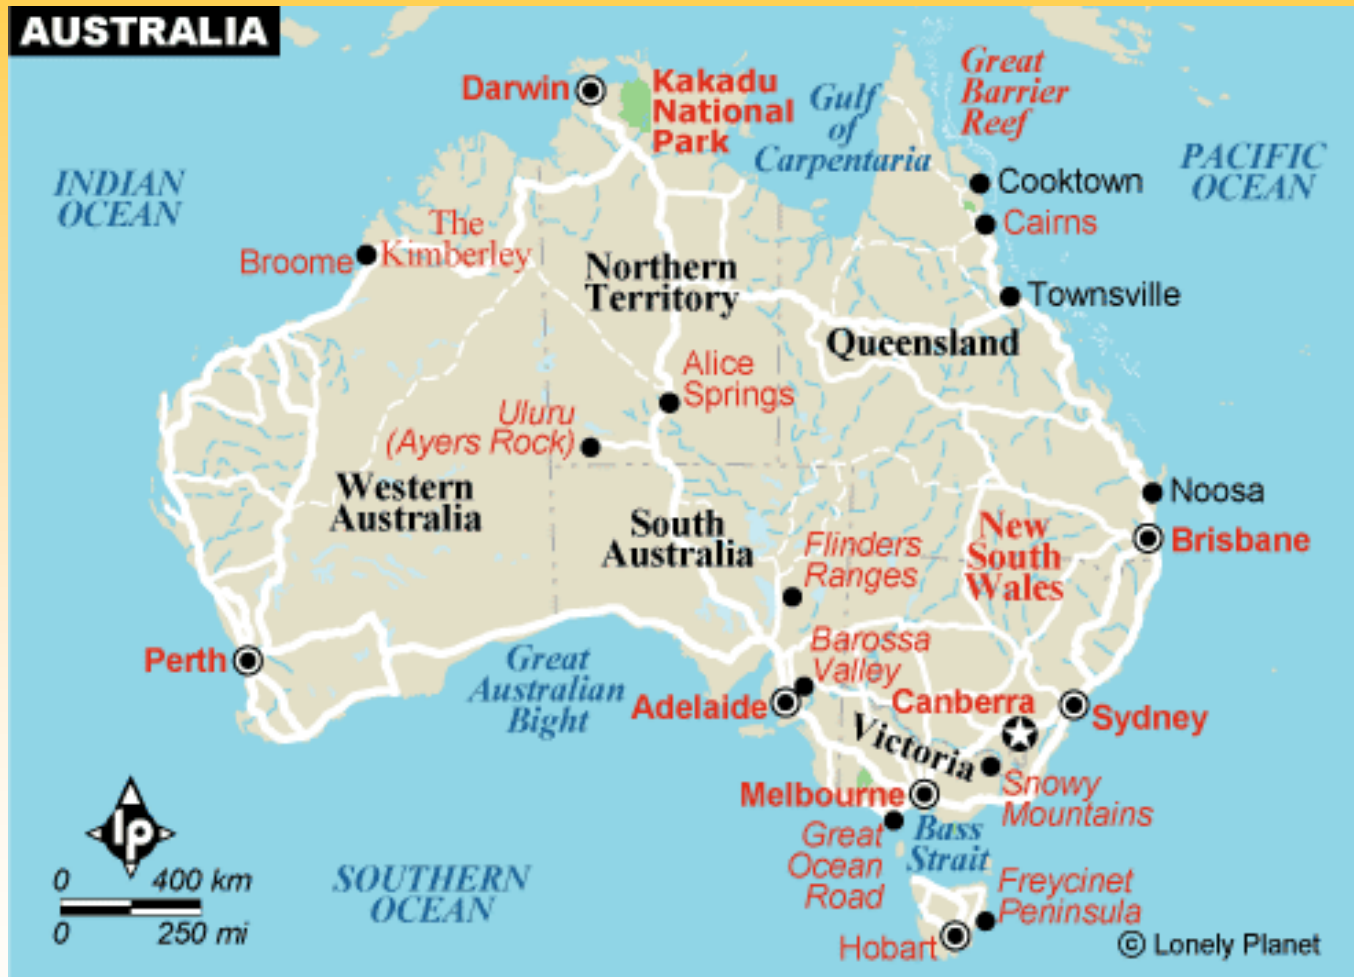 AUSTRALIA
Darwin
Kakadu
National
Park
Gulf
of
Carpentaria
Great
Barrier
Reef
INDIAN
OCEAN
PACIFIC
OCEAN
Cooktown
Cairns
The
Kimberley
Broome
Northern
Territory
Townsville
Queensland
Alice
Springs
Uluru
(Ayers Rock)
Western
Australia
South
Australia
Noosa
Brisbane
New
South
Wales
Flinders
Ranges
Barossa
Valley
Perth
Great
Australian
Bight
Adelaide
Canberra
Sydney
Victoria
Melbourne
Snowy
Mountains
Great
Ocean
Road
Bass
Strait
lp
0 400 km
0 250 mi
SOUTHERN
OCEAN
Freycinet
Peninsula
Hobart
© Lonely Planet